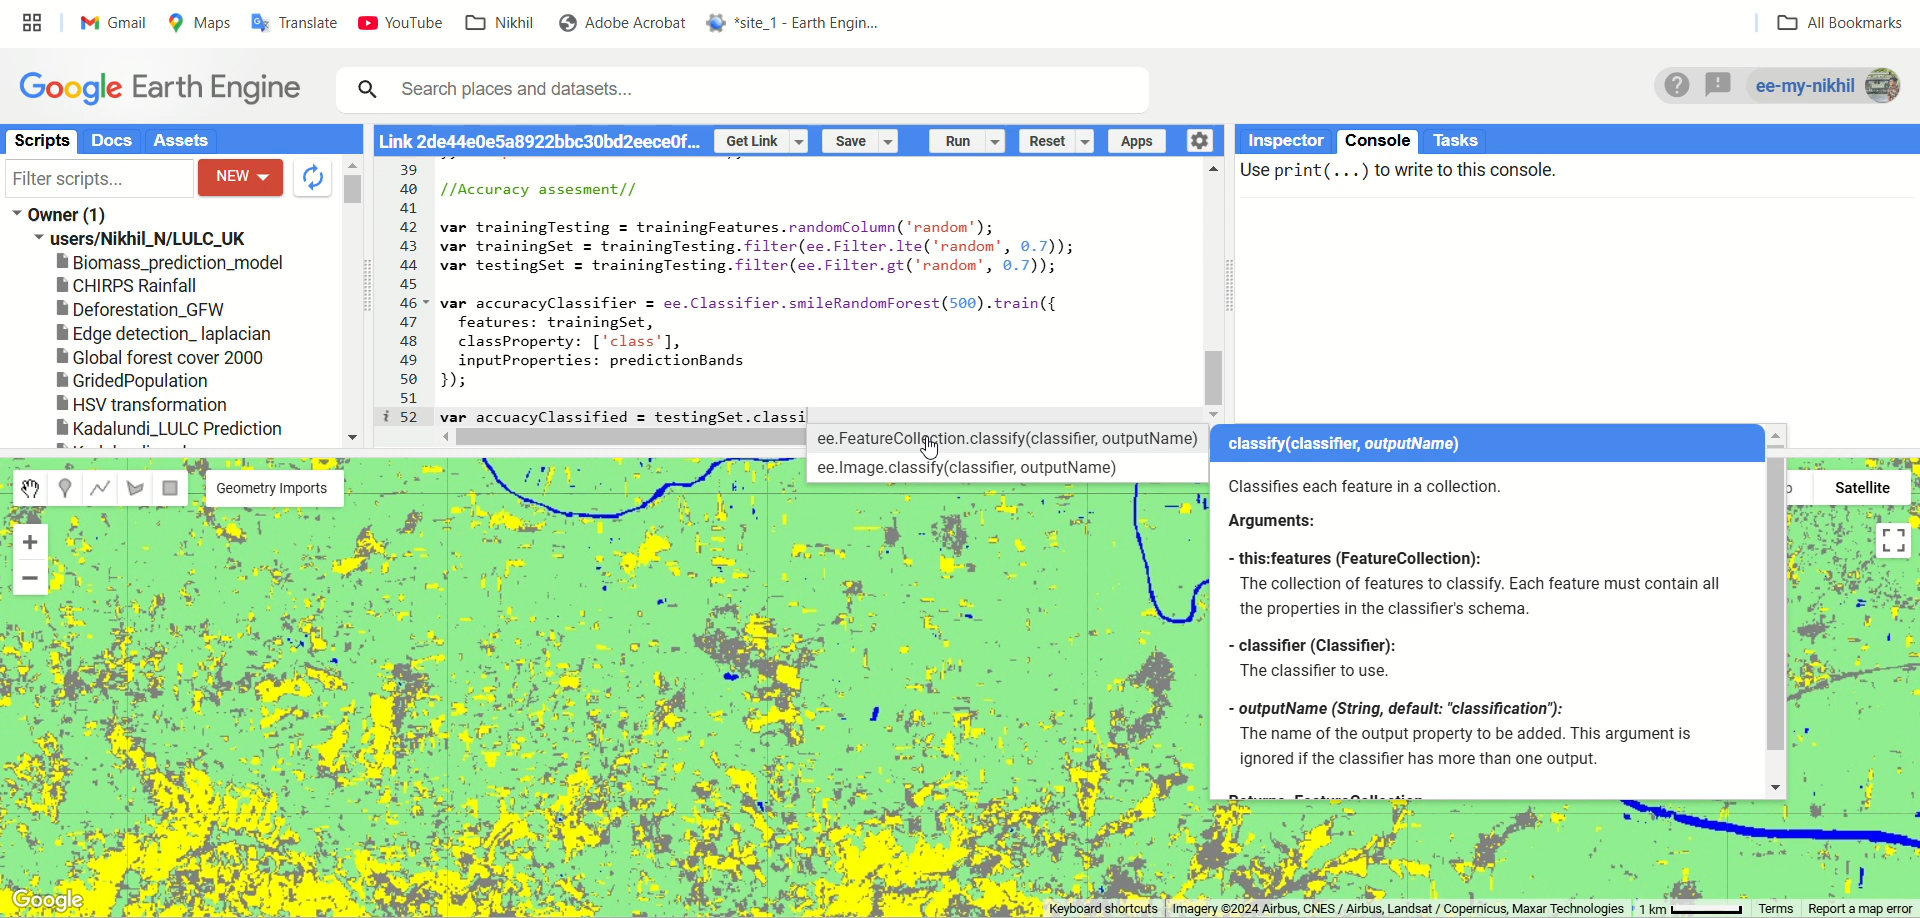 Gmail Maps Translate YouTube Nikhil Adobe Acrobat *site_1 - Earth Engin... All Bookmarks
Google Earth Engine Search places and datasets... ee-my-nikhil
Scripts Docs Assets
Filter scripts... NEW
Owner (1)
users/Nikhil_N/LULC_UK
Biomass_prediction_model
CHIRPS Rainfall
Deforestation_GFW
Edge detection_ laplacian
Global forest cover 2000
GridedPopulation
HSV transformation
Kadalundi_LULC Prediction
Link 2de44e0e5a8922bbc30bd2eece0f... Get Link Save Run Reset Apps
39
40 //Accuracy assesment//
41
42 var trainingTesting = trainingFeatures.randomColumn('random');
43 var trainingSet = trainingTesting.filter(ee.Filter.lte('random', 0.7));
44 var testingSet = trainingTesting.filter(ee.Filter.gt('random', 0.7));
45
46 var accuracyClassifier = ee.Classifier.smileRandomForest(500).train({
47 features: trainingSet,
48 classProperty: ['class'],
49 inputProperties: predictionBands
50 });
51
i 52 var accuacyClassified = testingSet.classi
ee.FeatureCollection.classify(classifier, outputName)
ee.Image.classify(classifier, outputName)
Inspector Console Tasks
Use print(...) to write to this console.
classify(classifier, outputName)
Classifies each feature in a collection.
Arguments:
- this:features (FeatureCollection):
The collection of features to classify. Each feature must contain all
the properties in the classifier's schema.
- classifier (Classifier):
The classifier to use.
- outputName (String, default: "classification"):
The name of the output property to be added. This argument is
ignored if the classifier has more than one output.
Geometry Imports
Satellite
Google
Keyboard shortcuts Imagery ©2024 Airbus, CNES / Airbus, Landsat / Copernicus, Maxar Technologies 1 km Terms Report a map error